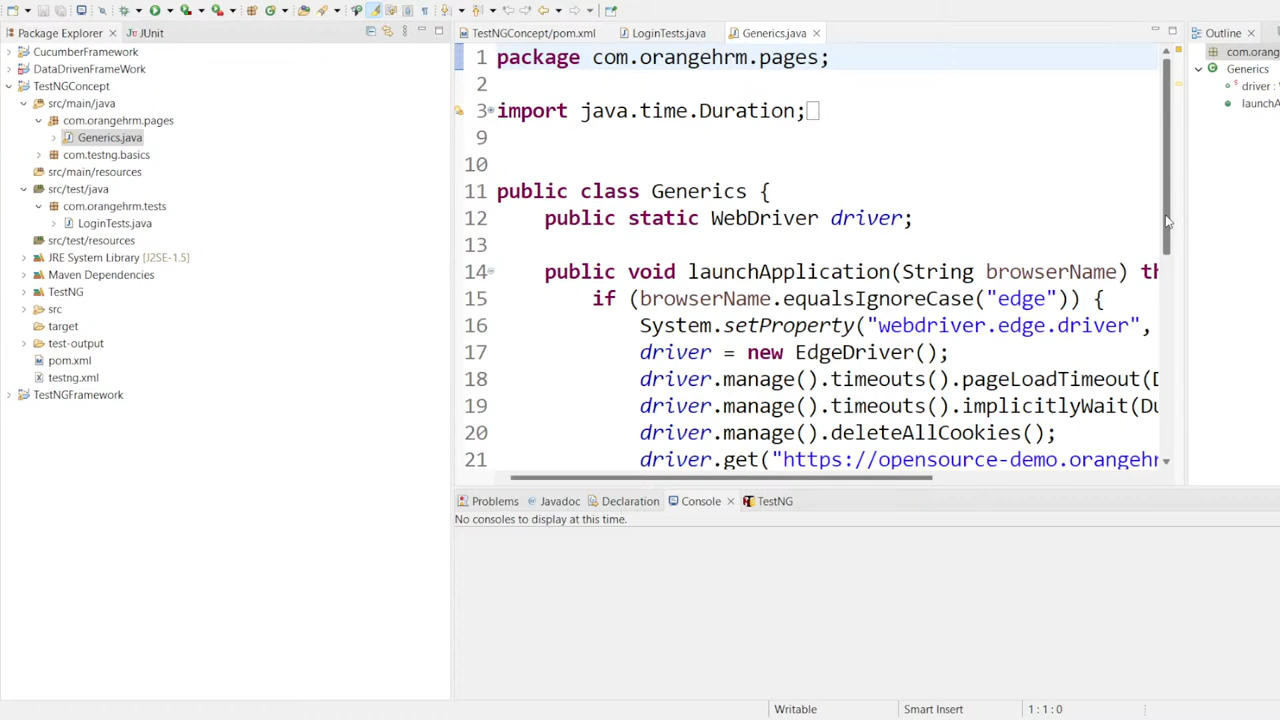 Package Explorer
JUnit
CucumberFramework
DataDrivenFrameWork
TestNGConcept
src/main/java
com.orangehrm.pages
Generics.java
com.testng.basics
src/main/resources
src/test/java
com.orangehrm.tests
LoginTests.java
src/test/resources
JRE System Library [J2SE-1.5]
Maven Dependencies
TestNG
src
target
test-output
pom.xml
testng.xml
TestNGFramework
TestNGConcept/pom.xml
LoginTests.java
Generics.java
1 package com.orangehrm.pages;
2
3 import java.time.Duration;
9
10
11 public class Generics {
12 public static WebDriver driver;
13
14 public void launchApplication(String browserName) th
15 if (browserName.equalsIgnoreCase("edge")) {
16 System.setProperty("webdriver.edge.driver",
17 driver = new EdgeDriver();
18 driver.manage().timeouts().pageLoadTimeout(D
19 driver.manage().timeouts().implicitlyWait(Du
20 driver.manage().deleteAllCookies();
21 driver.get("https://opensource-demo.orangehr
Outline
com.orang
Generics
driver :
launchA
Problems
Javadoc
Declaration
Console
TestNG
No consoles to display at this time.
Writable
Smart Insert
1 : 1 : 0